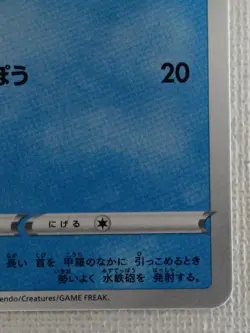 ぽう 20
にげる
長い 首を 甲羅のなかに 引っこめるとき
勢いよく 水鉄砲を 発射する。
endo/Creatures/GAME FREAK.